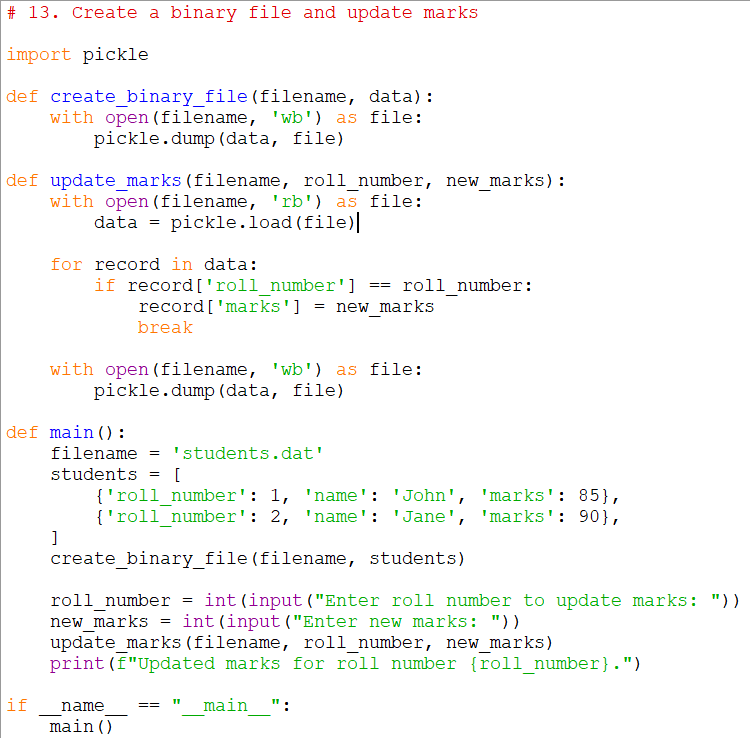 # 13. Create a binary file and update marks

import pickle

def create_binary_file(filename, data):
    with open(filename, 'wb') as file:
        pickle.dump(data, file)

def update_marks(filename, roll_number, new_marks):
    with open(filename, 'rb') as file:
        data = pickle.load(file)

    for record in data:
        if record['roll_number'] == roll_number:
            record['marks'] = new_marks
            break

    with open(filename, 'wb') as file:
        pickle.dump(data, file)

def main():
    filename = 'students.dat'
    students = [
        {'roll_number': 1, 'name': 'John', 'marks': 85},
        {'roll_number': 2, 'name': 'Jane', 'marks': 90},
    ]
    create_binary_file(filename, students)

    roll_number = int(input("Enter roll number to update marks: "))
    new_marks = int(input("Enter new marks: "))
    update_marks(filename, roll_number, new_marks)
    print(f"Updated marks for roll number {roll_number}.")

if __name__ == "__main__":
    main()